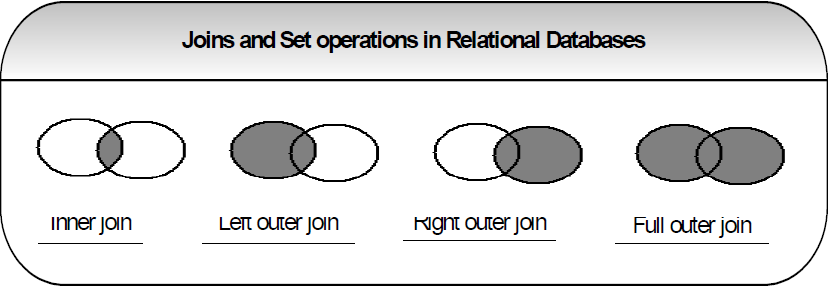 Joins and Set operations in Relational Databases
Inner join
Left outer join
Right outer join
Full outer join